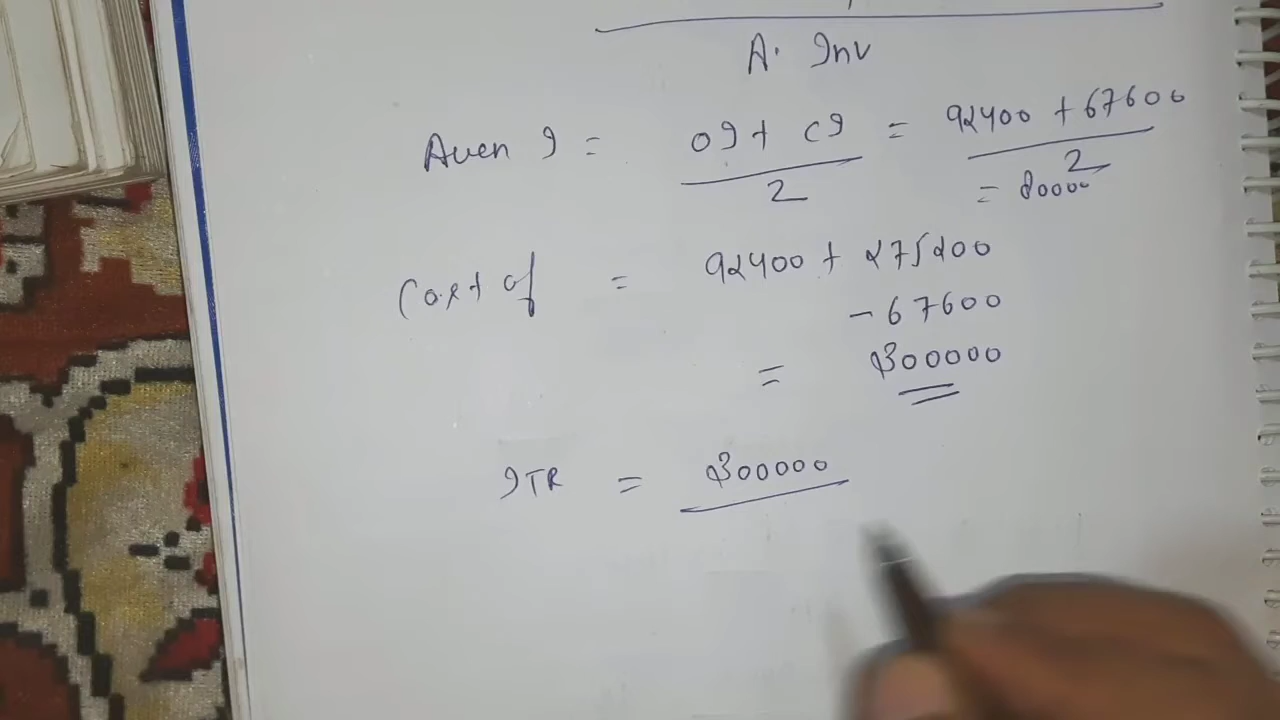 A. Inv
Aven I = OI + CI / 2 = 92400 + 67600 / 2
= 80000
Cost of = 92400 + 275200
- 67600
= 300000
ITR = 300000